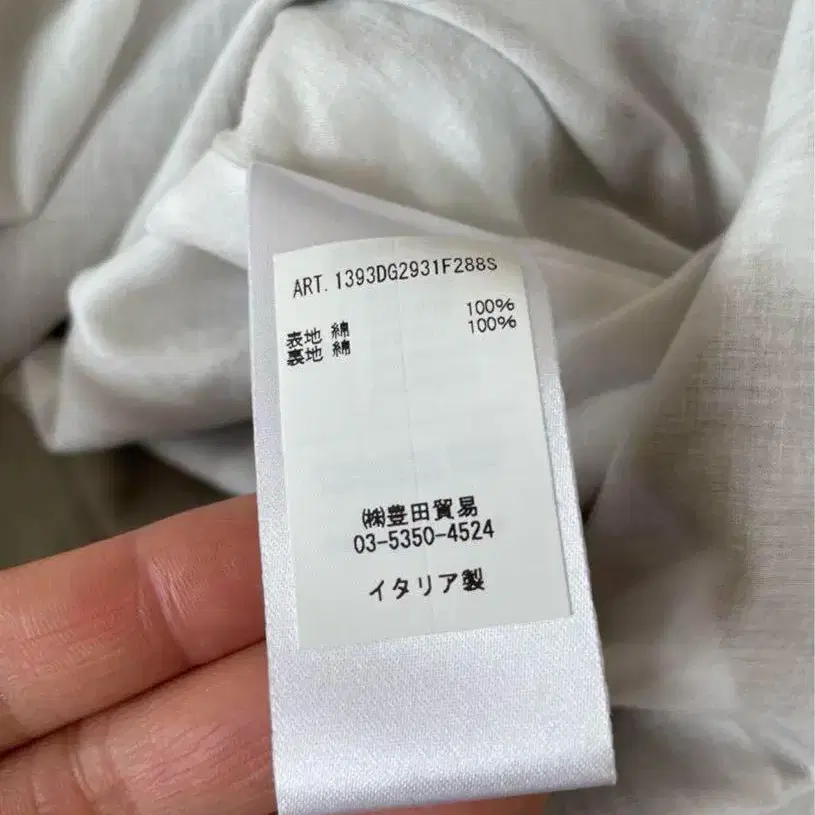 ART. 1393DG2931F288S
表地 綿 100%
裏地 綿 100%
㈱豊田貿易
03-5350-4524
イタリア製